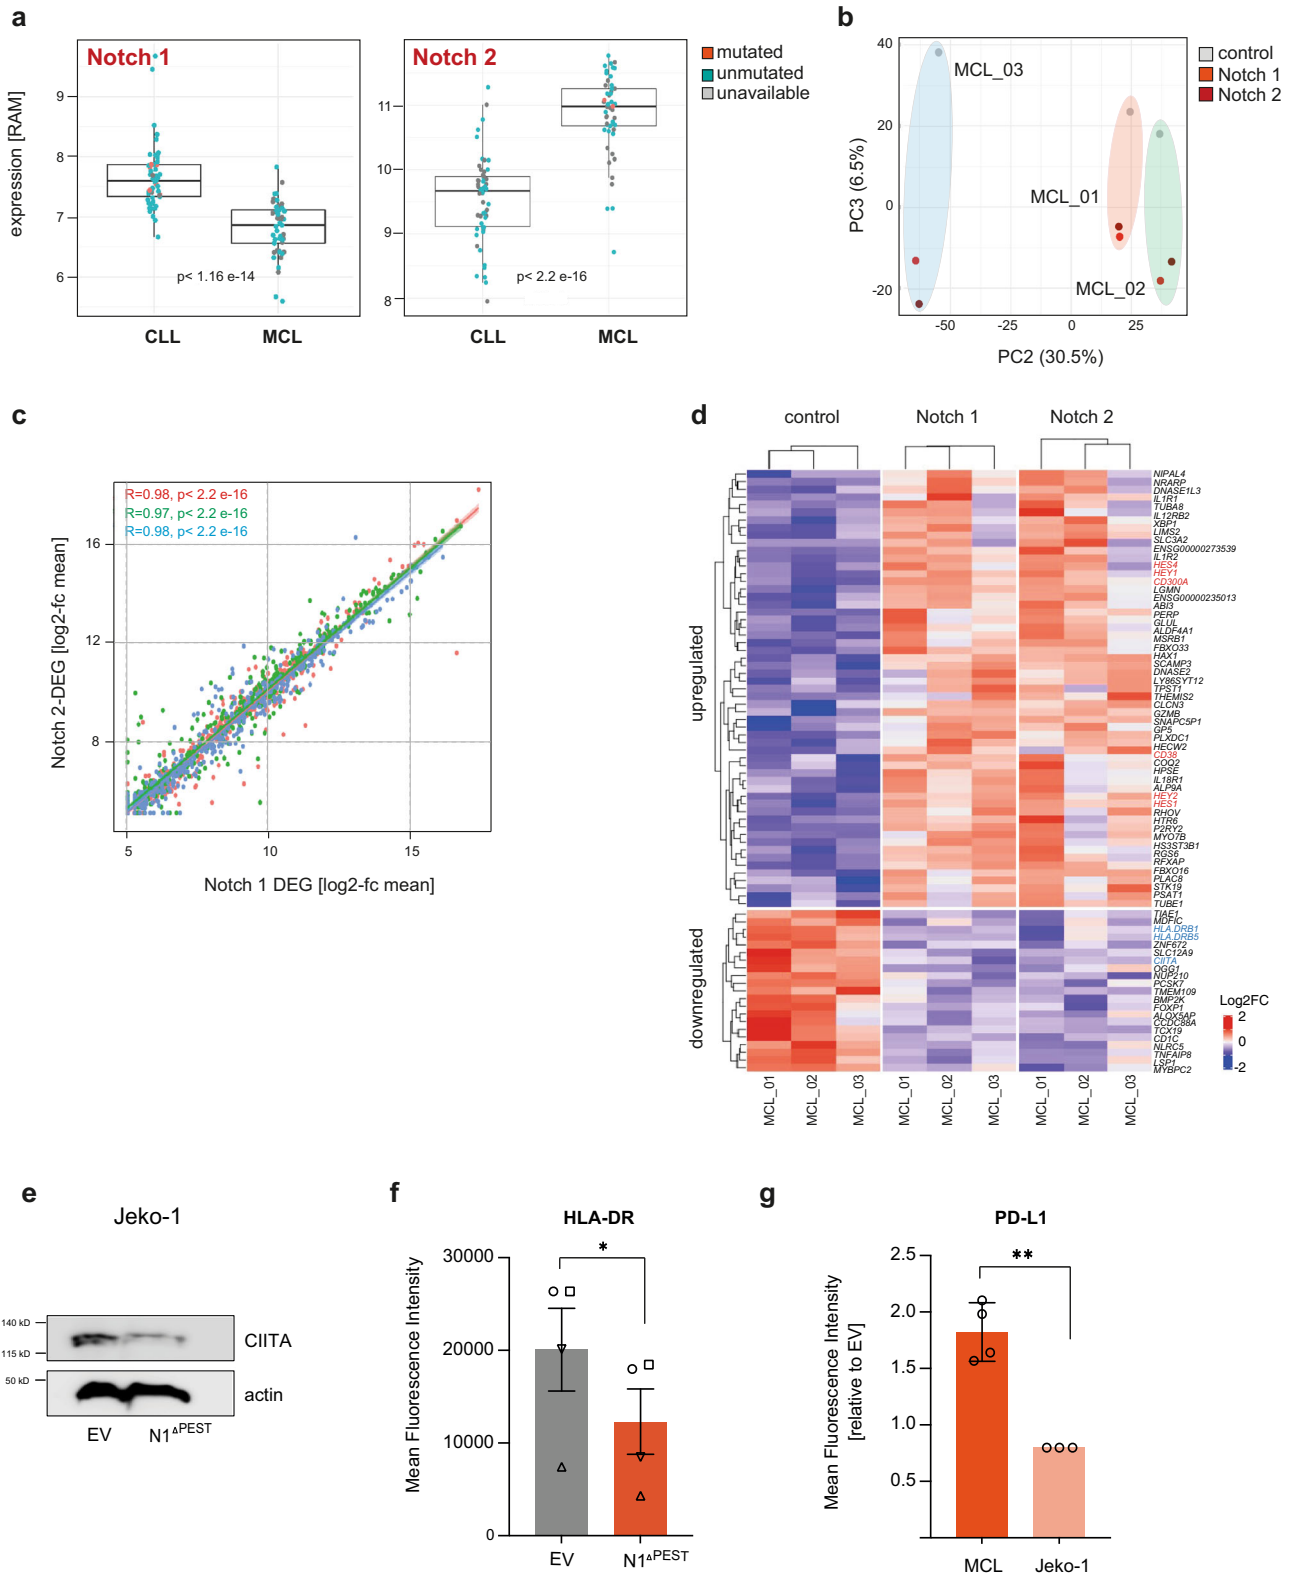 a
Notch 1
Notch 2
mutated
unmutated
unavailable
expression [RAM]
9
8
7
6
11
10
9
8
p< 1.16 e-14
p< 2.2 e-16
CLL
MCL
CLL
MCL
b
40
20
0
-20
PC3 (6.5%)
MCL_03
MCL_01
MCL_02
control
Notch 1
Notch 2
-50
-25
0
25
PC2 (30.5%)
c
R=0.98, p< 2.2 e-16
R=0.97, p< 2.2 e-16
R=0.98, p< 2.2 e-16
Notch 2-DEG [log2-fc mean]
16
12
8
5
10
15
Notch 1 DEG [log2-fc mean]
d
control
Notch 1
Notch 2
upregulated
downregulated
NIPAL4
NRARP
DNASE1L3
IL1R1
TUBA8
IL12RB2
XBP1
LIMS2
SLC3A2
ENSG00000273539
IL1R2
HES4
HEY1
CD300A
LGMN
ENSG00000235013
ABI3
PERP
GLUL
ALDF4A1
MSRB1
FBXO33
HAX1
SCAMP3
DNASE2
LY86SYT12
TPST1
THEMIS2
CLCN3
GZMB
SNAPC5P1
GP5
PLXDC1
HECW2
CD38
COQ2
HPSE
IL18R1
ALP9A
HEY2
HES1
RHOV
HTR6
P2RY2
MYO7B
HS3ST3B1
RGS6
RFXAP
FBXO16
PLAC8
STK19
PSAT1
TUBE1
TIAE1
MDFIC
HLA.DRB1
HLA.DRB5
ZNF672
SLC12A9
CIITA
OGG1
NUP210
PCSK7
TMEM109
BMP2K
FOXP1
ALOX5AP
CCDC88A
TCX19
CD1C
NLRC5
TNFAIP8
LSP1
MYBPC2
MCL_01
MCL_02
MCL_03
MCL_01
MCL_02
MCL_03
MCL_01
MCL_02
MCL_03
Log2FC
2
0
-2
e
Jeko-1
140 kD
115 kD
50 kD
CIITA
actin
EV
N1ΔPEST
f
HLA-DR
*
Mean Fluorescence Intensity
30000
20000
10000
0
EV
N1ΔPEST
g
PD-L1
**
Mean Fluorescence Intensity
[relative to EV]
2.5
2.0
1.5
1.0
0.5
MCL
Jeko-1